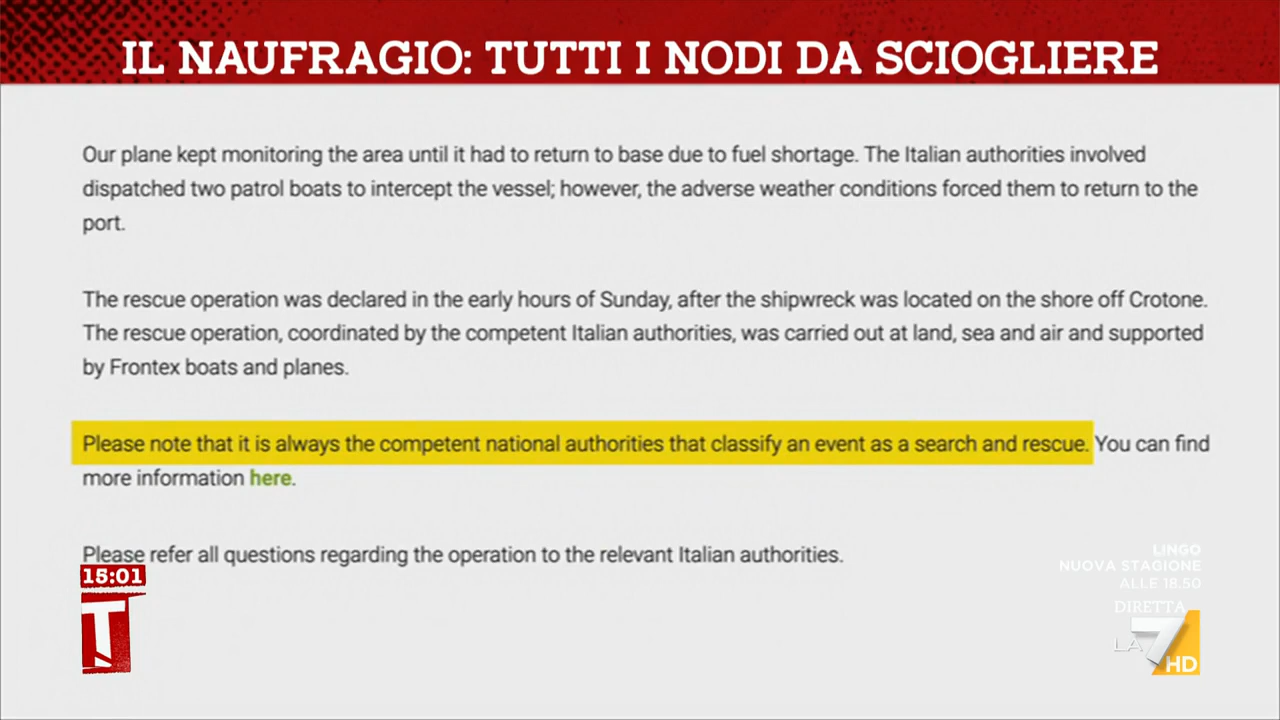 IL NAUFRAGIO: TUTTI I NODI DA SCIOGLIERE
Our plane kept monitoring the area until it had to return to base due to fuel shortage. The Italian authorities involved
dispatched two patrol boats to intercept the vessel; however, the adverse weather conditions forced them to return to the
port.
The rescue operation was declared in the early hours of Sunday, after the shipwreck was located on the shore off Crotone.
The rescue operation, coordinated by the competent Italian authorities, was carried out at land, sea and air and supported
by Frontex boats and planes.
Please note that it is always the competent national authorities that classify an event as a search and rescue. You can find
more information here.
Please refer all questions regarding the operation to the relevant Italian authorities.
15:01
T
LINGO
NUOVA STAGIONE
ALLE 18.50
DIRETTA
LA 7 HD